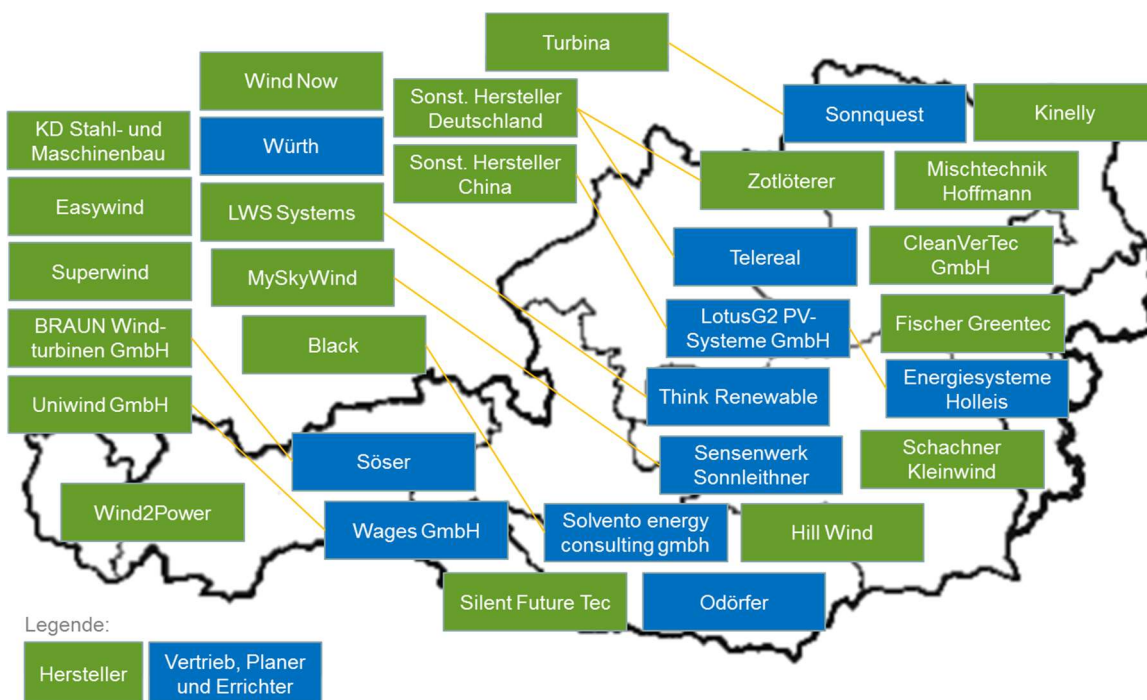 Turbina
Wind Now
Sonst. Hersteller
Deutschland
Sonnquest
Kinelly
KD Stahl- und
Maschinenbau
Würth
Sonst. Hersteller
China
Zotlöterer
Mischtechnik
Hoffmann
Easywind
LWS Systems
Telereal
CleanVerTec
GmbH
Superwind
MySkyWind
LotusG2 PV-
Systeme GmbH
Fischer Greentec
BRAUN Wind-
turbinen GmbH
Black
Energiesysteme
Holleis
Uniwind GmbH
Think Renewable
Söser
Sensenwerk
Sonnleithner
Schachner
Kleinwind
Wind2Power
Wages GmbH
Solvento energy
consulting gmbh
Hill Wind
Silent Future Tec
Odörfer
Legende:
Hersteller
Vertrieb, Planer
und Errichter